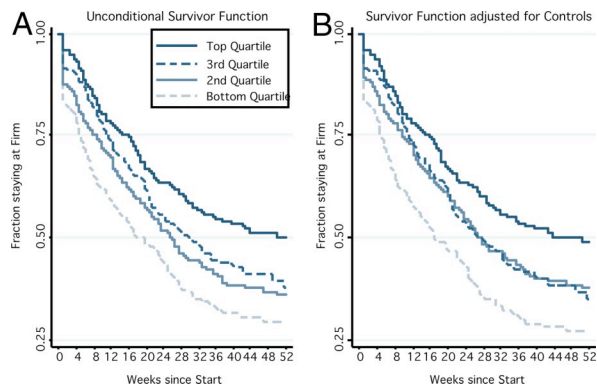 A
Unconditional Survivor Function
Fraction staying at Firm
1.00
0.75
0.50
0.25
Top Quartile
3rd Quartile
2nd Quartile
Bottom Quartile
0 4 8 12 16 20 24 28 32 36 40 44 48 52
Weeks since Start
B
Survivor Function adjusted for Controls
Fraction staying at Firm
1.00
0.75
0.50
0.25
0 4 8 12 16 20 24 28 32 36 40 44 48 52
Weeks since Start